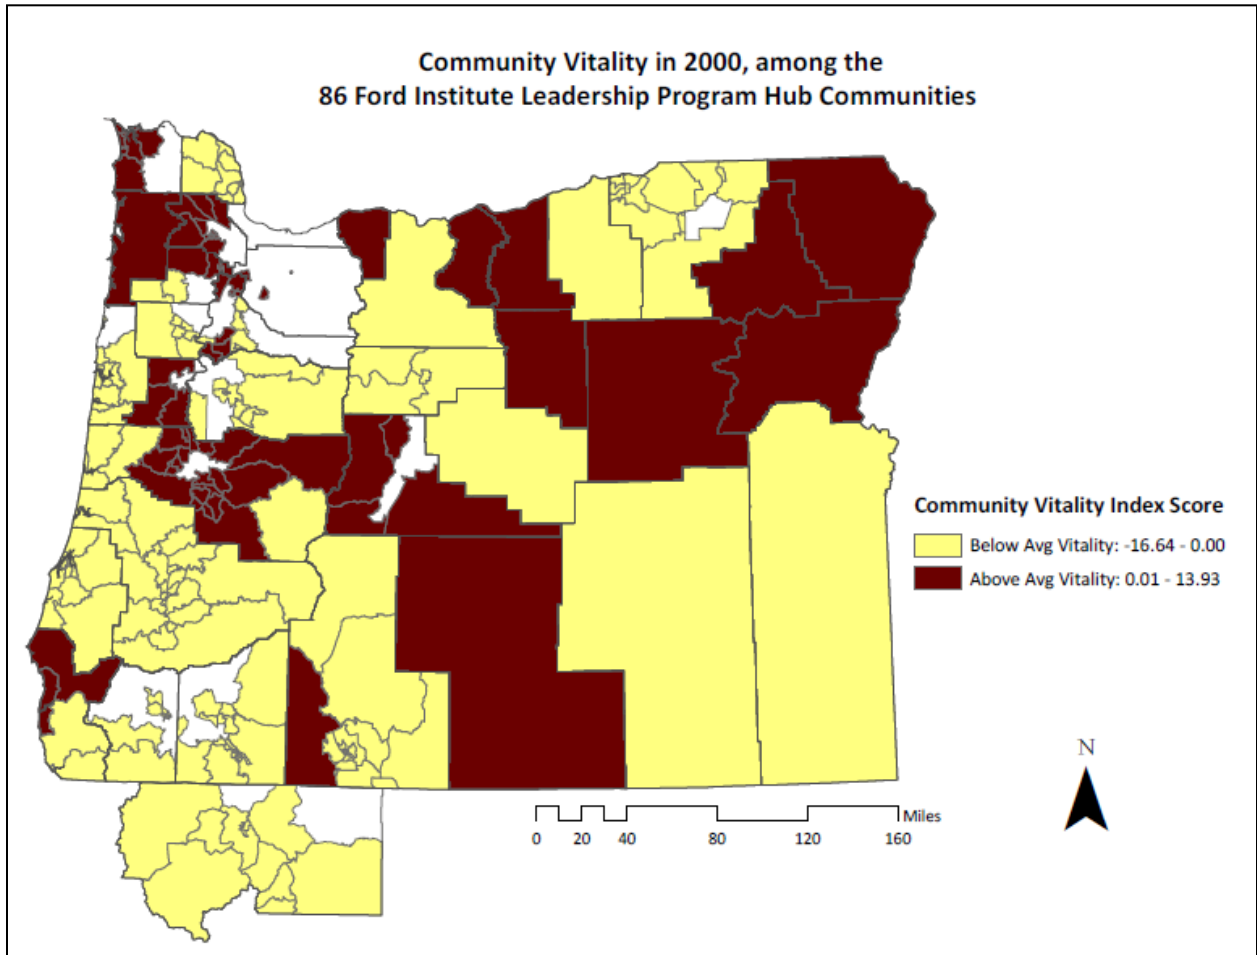 Community Vitality in 2000, among the
86 Ford Institute Leadership Program Hub Communities
Community Vitality Index Score
Below Avg Vitality: -16.64 - 0.00
Above Avg Vitality: 0.01 - 13.93
N
Miles
0 20 40 80 120 160